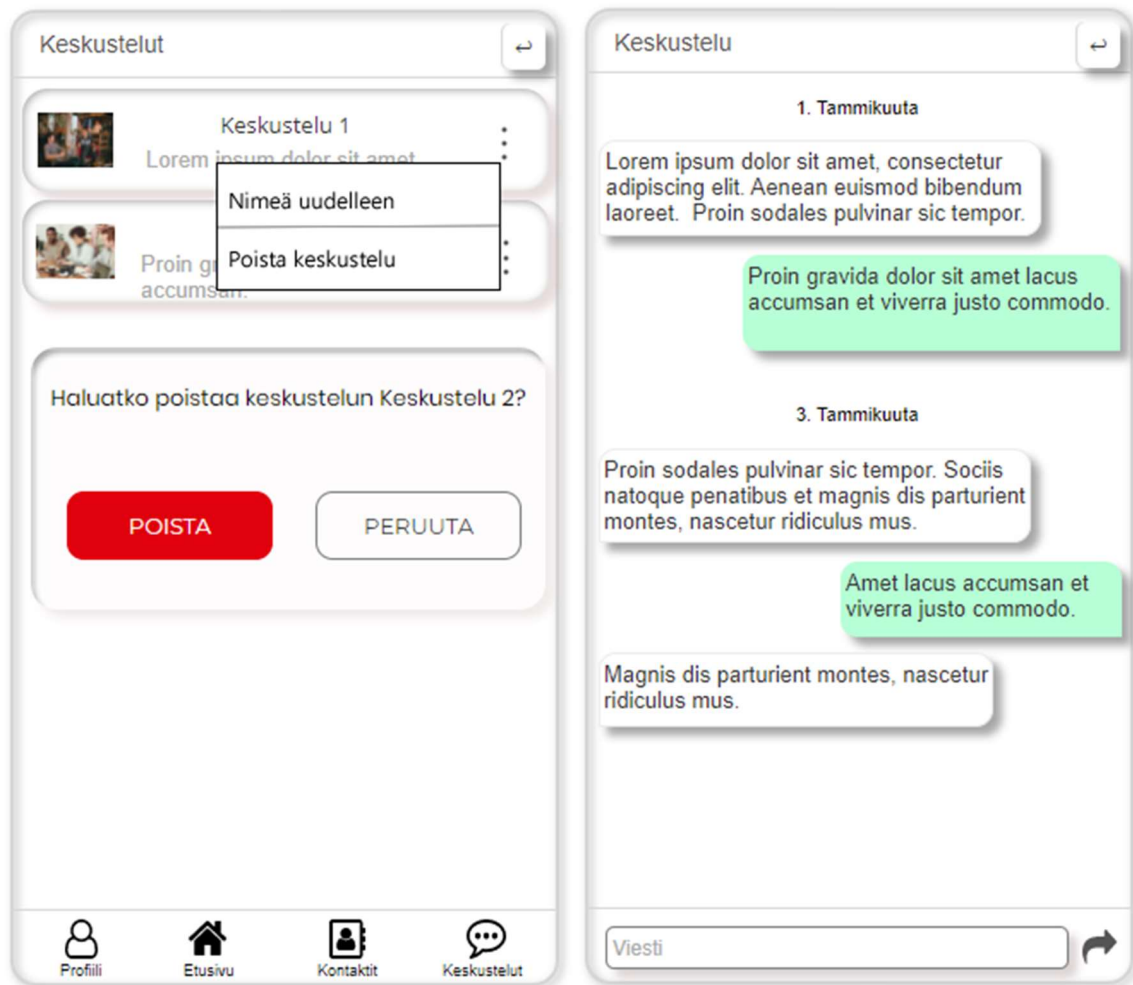 Keskustelut
Keskustelu 1
Lorem ipsum dolor sit amet
Nimeä uudelleen
Poista keskustelu
Proin
accumsan.
Haluatko poistaa keskustelun Keskustelu 2?
POISTA
PERUUTA
Profiili
Etusivu
Kontaktit
Keskustelut
Keskustelu
1. Tammikuuta
Lorem ipsum dolor sit amet, consectetur
adipiscing elit. Aenean euismod bibendum
laoreet. Proin sodales pulvinar sic tempor.
Proin gravida dolor sit amet lacus
accumsan et viverra justo commodo.
3. Tammikuuta
Proin sodales pulvinar sic tempor. Sociis
natoque penatibus et magnis dis parturient
montes, nascetur ridiculus mus.
Amet lacus accumsan et
viverra justo commodo.
Magnis dis parturient montes, nascetur
ridiculus mus.
Viesti